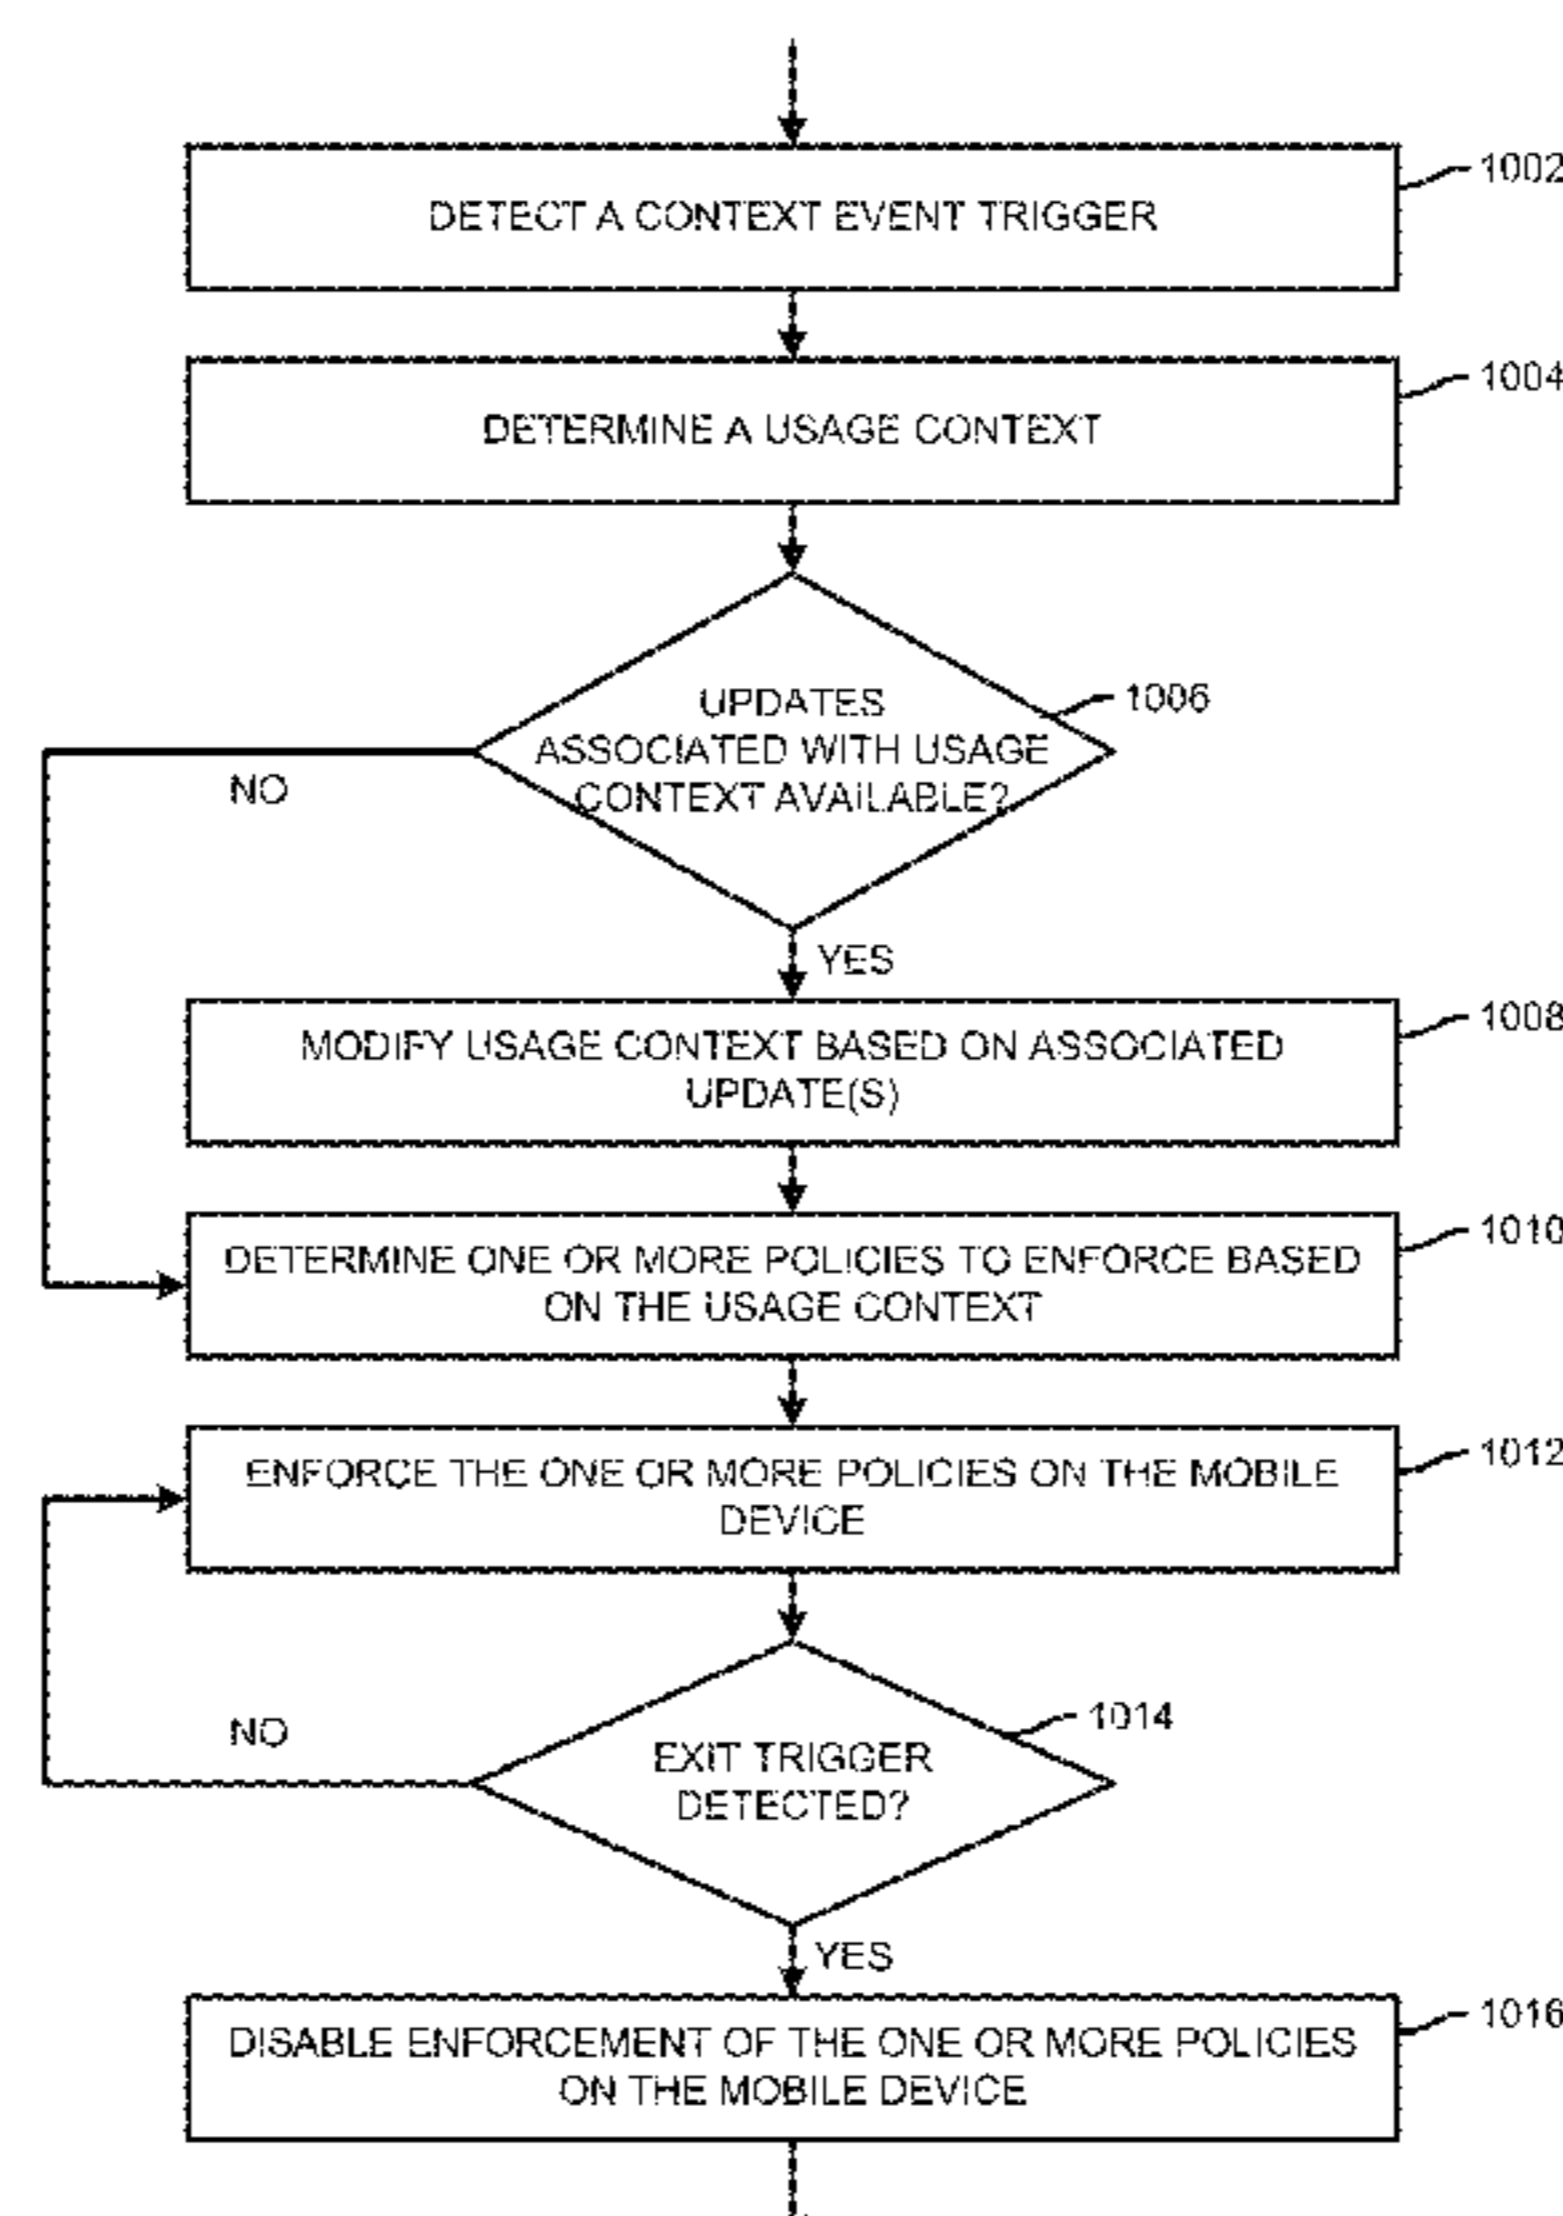 1002
DETECT A CONTEXT EVENT TRIGGER
1004
DETERMINE A USAGE CONTEXT
1006
UPDATES
ASSOCIATED WITH USAGE
CONTEXT AVAILABLE?
NO
YES
1008
MODIFY USAGE CONTEXT BASED ON ASSOCIATED
UPDATE(S)
1010
DETERMINE ONE OR MORE POLICIES TO ENFORCE BASED
ON THE USAGE CONTEXT
1012
ENFORCE THE ONE OR MORE POLICIES ON THE MOBILE
DEVICE
1014
NO
EXIT TRIGGER
DETECTED?
YES
1016
DISABLE ENFORCEMENT OF THE ONE OR MORE POLICIES
ON THE MOBILE DEVICE